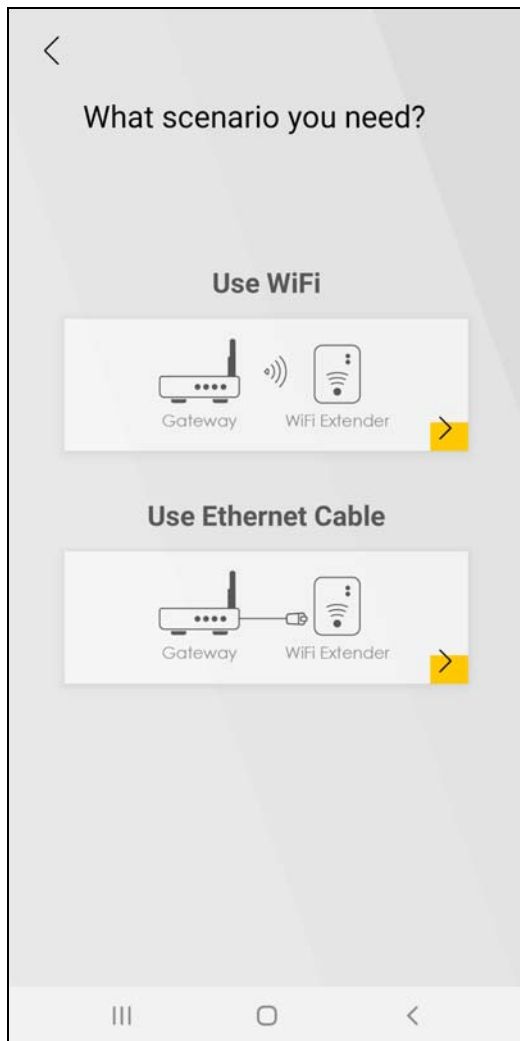 What scenario you need?
Use WiFi
Gateway WiFi Extender
Use Ethernet Cable
Gateway WiFi Extender